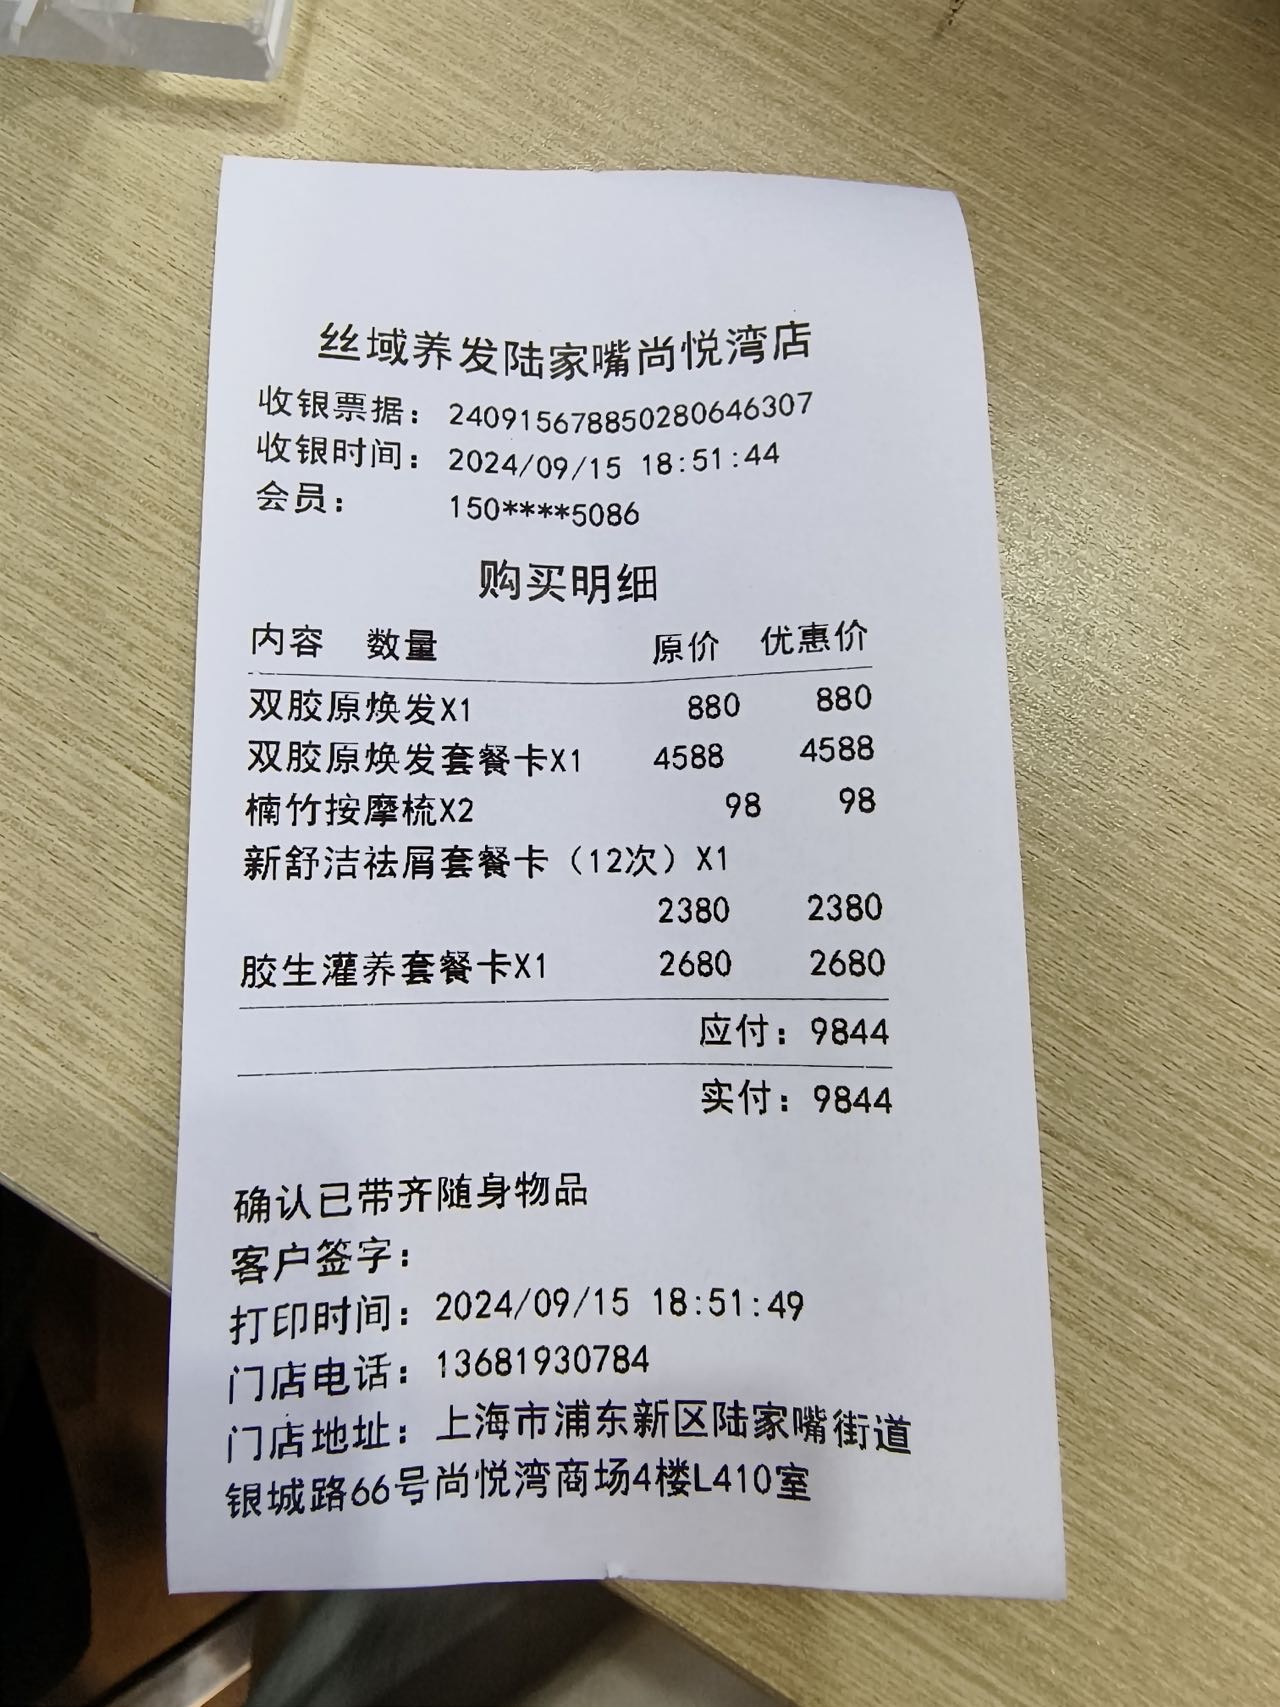 丝域养发陆家嘴尚悦湾店
收银票据： 240915678850280646307
收银时间： 2024/09/15 18:51:44
会员： 150****5086
购买明细
内容 数量 原价 优惠价
双胶原焕发X1 880 880
双胶原焕发套餐卡X1 4588 4588
楠竹按摩梳X2 98 98
新舒洁祛屑套餐卡（12次）X1
2380 2380
胶生灌养套餐卡X1 2680 2680
应付：9844
实付：9844
确认已带齐随身物品
客户签字：
打印时间：2024/09/15 18:51:49
门店电话：13681930784
门店地址：上海市浦东新区陆家嘴街道
银城路66号尚悦湾商场4楼L410室